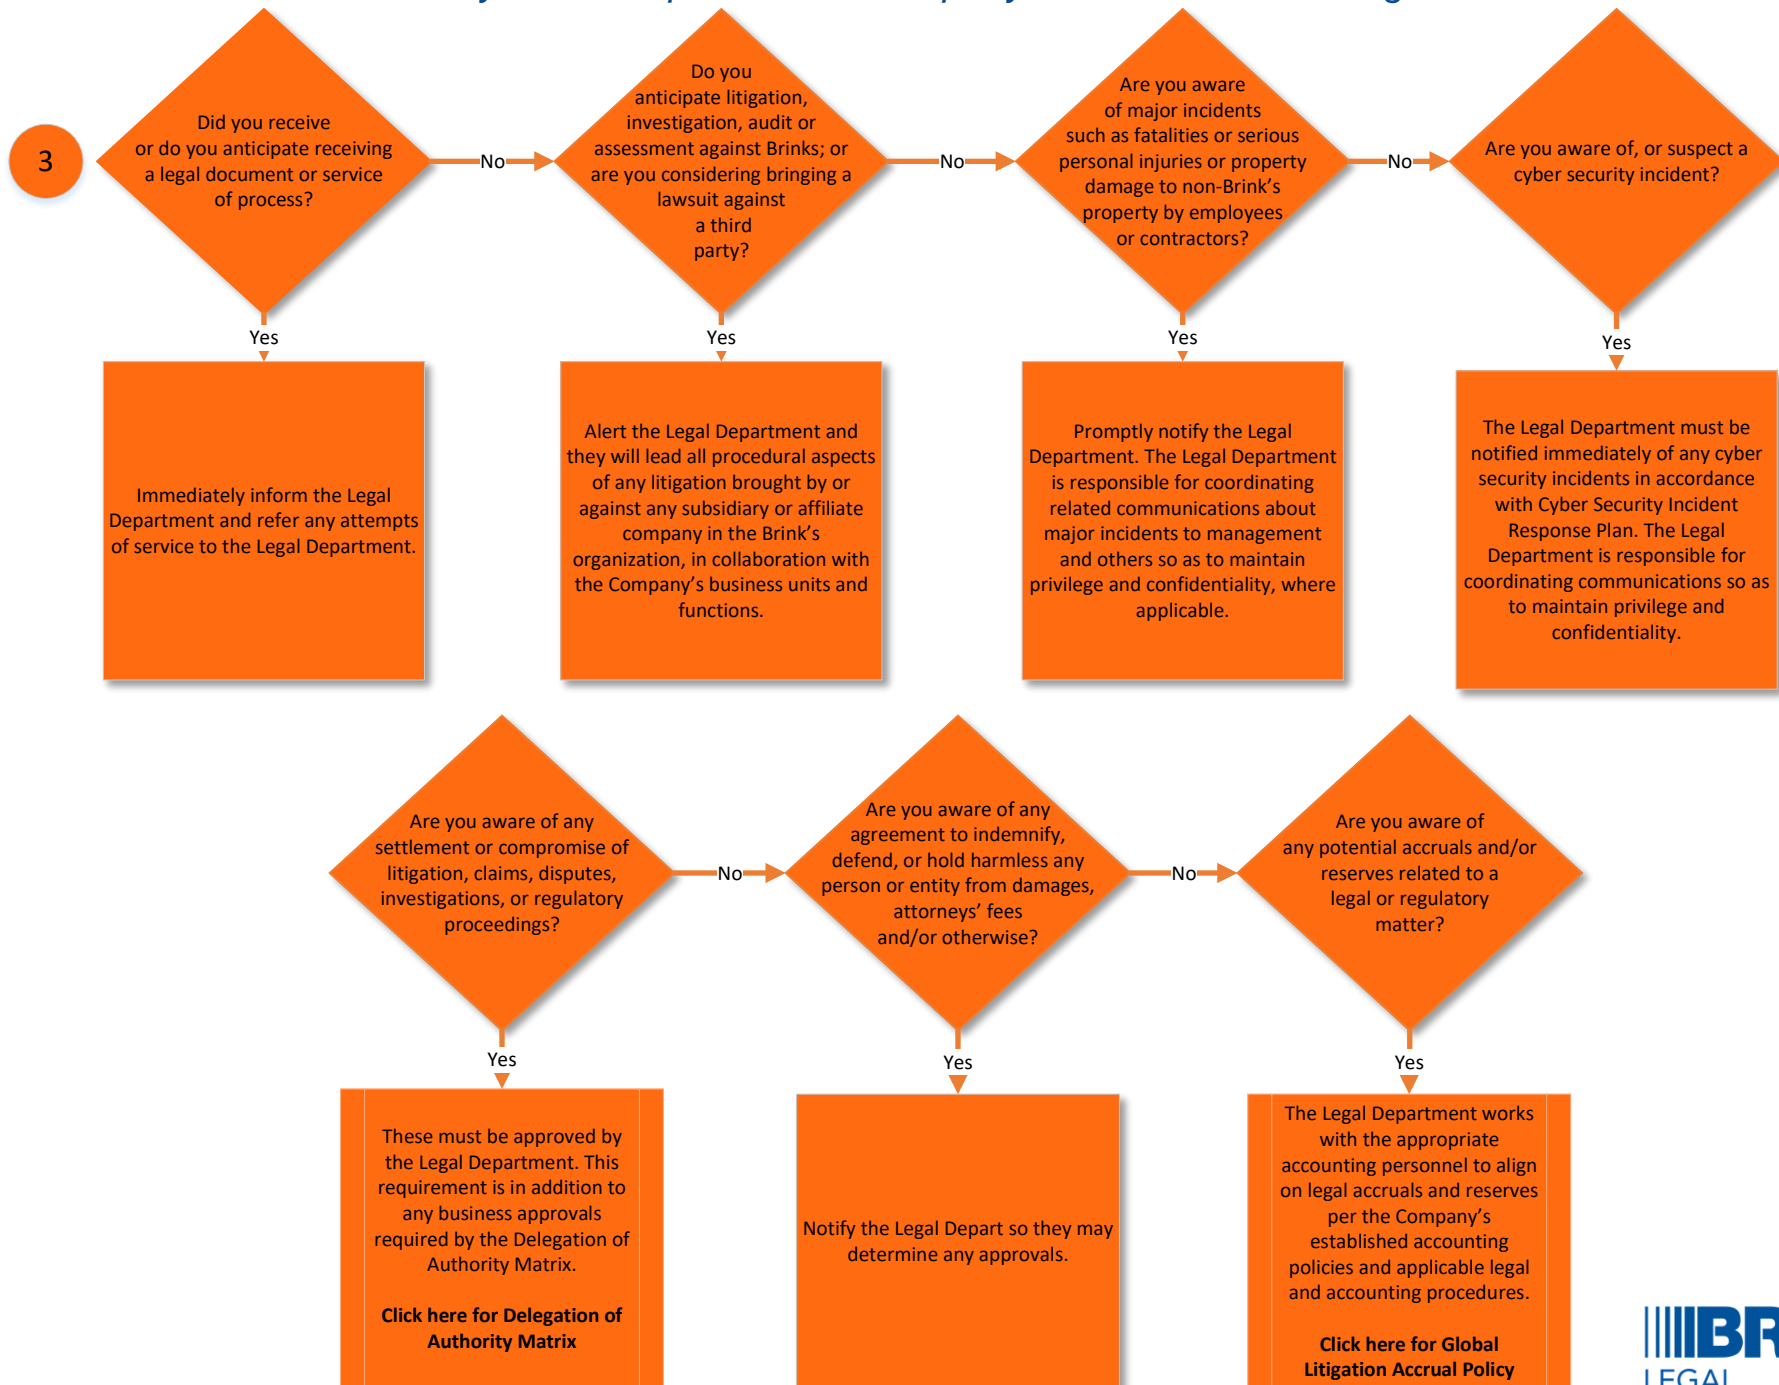 3
Did you receive
or do you anticipate receiving
a legal document or service
of process?
No
Do you
anticipate litigation,
investigation, audit or
assessment against Brinks; or
are you considering bringing a
lawsuit against
a third
party?
No
Are you aware
of major incidents
such as fatalities or serious
personal injuries or property
damage to non-Brink's
property by employees
or contractors?
No
Are you aware of, or suspect a
cyber security incident?
Yes
Yes
Yes
Yes
Immediately inform the Legal
Department and refer any attempts
of service to the Legal Department.
Alert the Legal Department and
they will lead all procedural aspects
of any litigation brought by or
against any subsidiary or affiliate
company in the Brink's
organization, in collaboration with
the Company's business units and
functions.
Promptly notify the Legal
Department. The Legal Department
is responsible for coordinating
related communications about
major incidents to management
and others so as to maintain
privilege and confidentiality, where
applicable.
The Legal Department must be
notified immediately of any cyber
security incidents in accordance
with Cyber Security Incident
Response Plan. The Legal
Department is responsible for
coordinating communications so as
to maintain privilege and
confidentiality.
Are you aware of any
settlement or compromise of
litigation, claims, disputes,
investigations, or regulatory
proceedings?
No
Are you aware of any
agreement to indemnify,
defend, or hold harmless any
person or entity from damages,
attorneys' fees
and/or otherwise?
No
Are you aware of
any potential accruals and/or
reserves related to a
legal or regulatory
matter?
Yes
Yes
Yes
These must be approved by
the Legal Department. This
requirement is in addition to
any business approvals
required by the Delegation of
Authority Matrix.
Click here for Delegation of
Authority Matrix
Notify the Legal Depart so they may
determine any approvals.
The Legal Department works
with the appropriate
accounting personnel to align
on legal accruals and reserves
per the Company's
established accounting
policies and applicable legal
and accounting procedures.
Click here for Global
Litigation Accrual Policy
BR
LEGAL